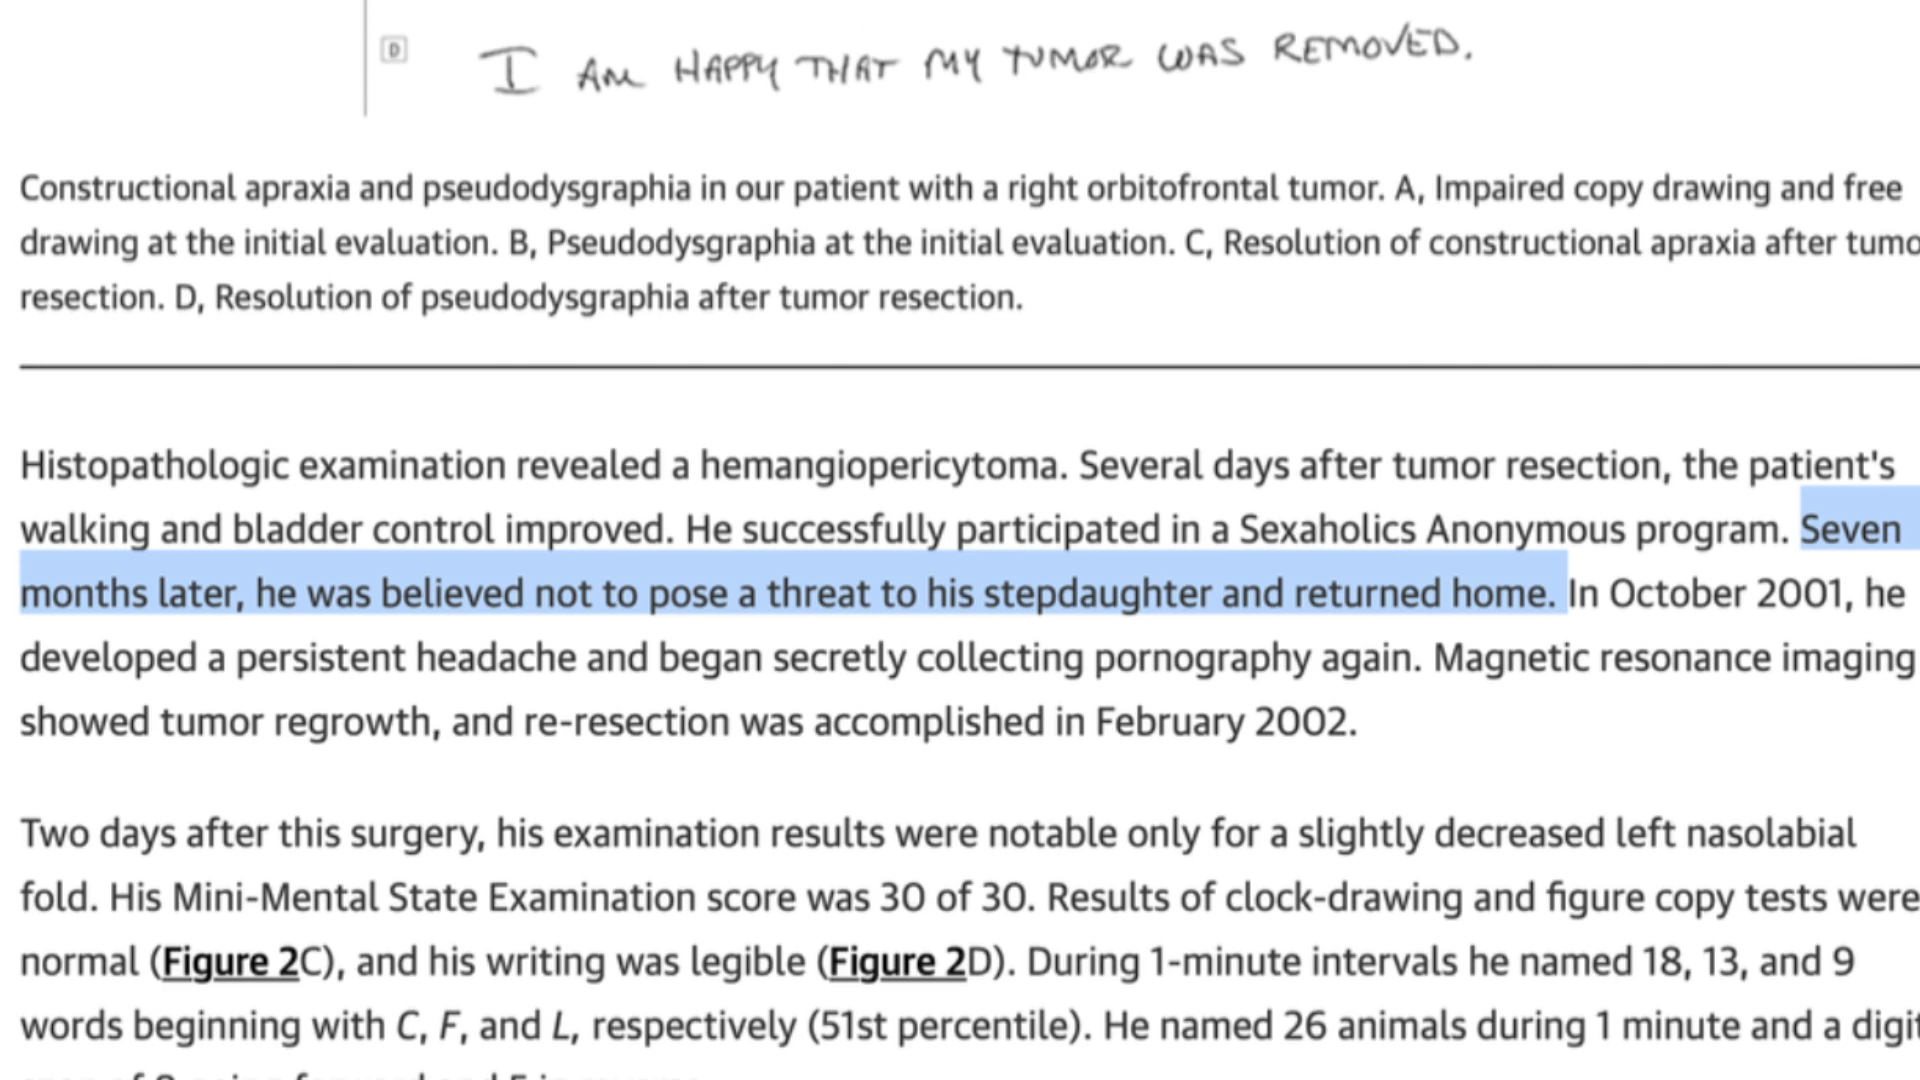 D
I AM HAPPY THAT MY TUMOR WAS REMOVED.
Constructional apraxia and pseudodysgraphia in our patient with a right orbitofrontal tumor. A, Impaired copy drawing and free
drawing at the initial evaluation. B, Pseudodysgraphia at the initial evaluation. C, Resolution of constructional apraxia after tumo
resection. D, Resolution of pseudodysgraphia after tumor resection.
Histopathologic examination revealed a hemangiopericytoma. Several days after tumor resection, the patient's
walking and bladder control improved. He successfully participated in a Sexaholics Anonymous program. Seven
months later, he was believed not to pose a threat to his stepdaughter and returned home. In October 2001, he
developed a persistent headache and began secretly collecting pornography again. Magnetic resonance imaging
showed tumor regrowth, and re-resection was accomplished in February 2002.
Two days after this surgery, his examination results were notable only for a slightly decreased left nasolabial
fold. His Mini-Mental State Examination score was 30 of 30. Results of clock-drawing and figure copy tests were
normal (Figure 2C), and his writing was legible (Figure 2D). During 1-minute intervals he named 18, 13, and 9
words beginning with C, F, and L, respectively (51st percentile). He named 26 animals during 1 minute and a digit